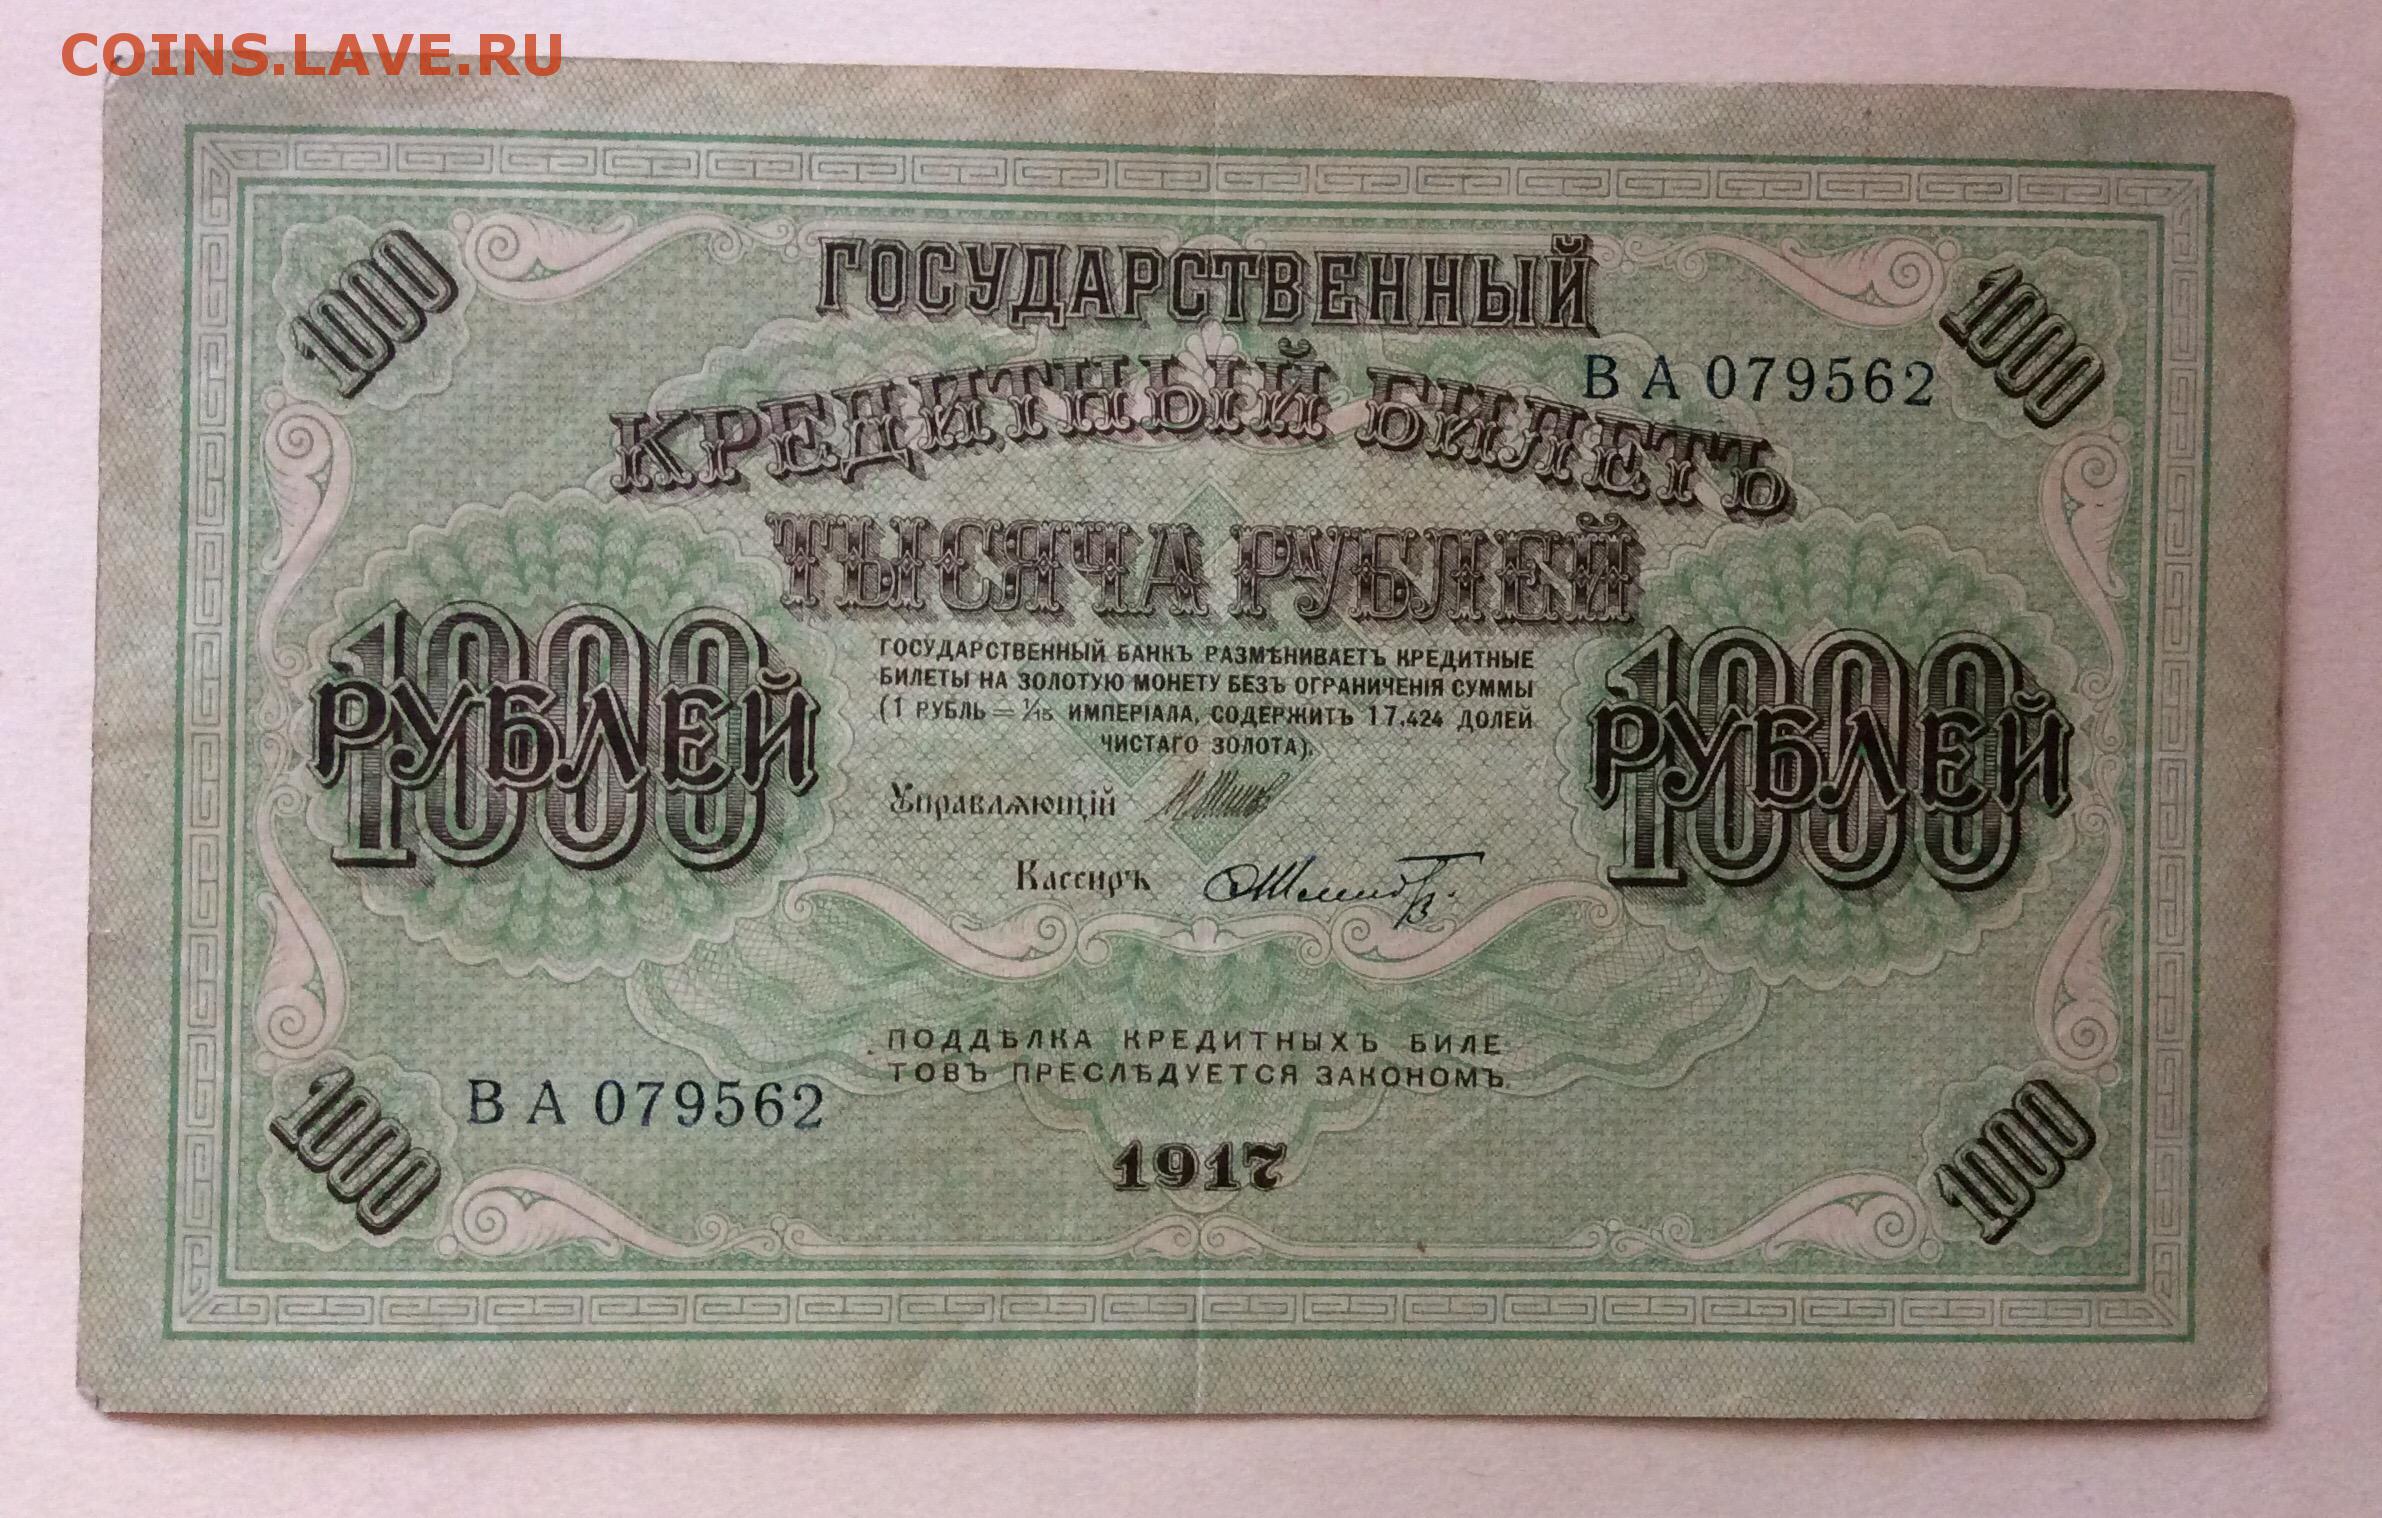 COINS.LAVE.RU
1000
ГОСУДАРСТВЕННЫЙ
1000
КРЕДИТНЫЙ БИЛЕТЪ
ВА 079562
ТЫСЯЧА РУБЛЕЙ
1000
РУБЛЕЙ
ГОСУДАРСТВЕННЫЙ БАНКЪ РАЗМѢНИВАЕТЪ КРЕДИТНЫЕ
БИЛЕТЫ НА ЗОЛОТУЮ МОНЕТУ БЕЗЪ ОГРАНИЧЕНІЯ СУММЫ
(1 РУБЛЬ = 1/15 ИМПЕРІАЛА, СОДЕРЖИТЪ 17,424 ДОЛЕЙ
ЧИСТАГО ЗОЛОТА).
1000
РУБЛЕЙ
Управляющій
Кассиръ
ПОДДѢЛКА КРЕДИТНЫХЪ БИЛЕ
ТОВЪ ПРЕСЛѢДУЕТСЯ ЗАКОНОМЪ.
ВА 079562
1000
1917
1000